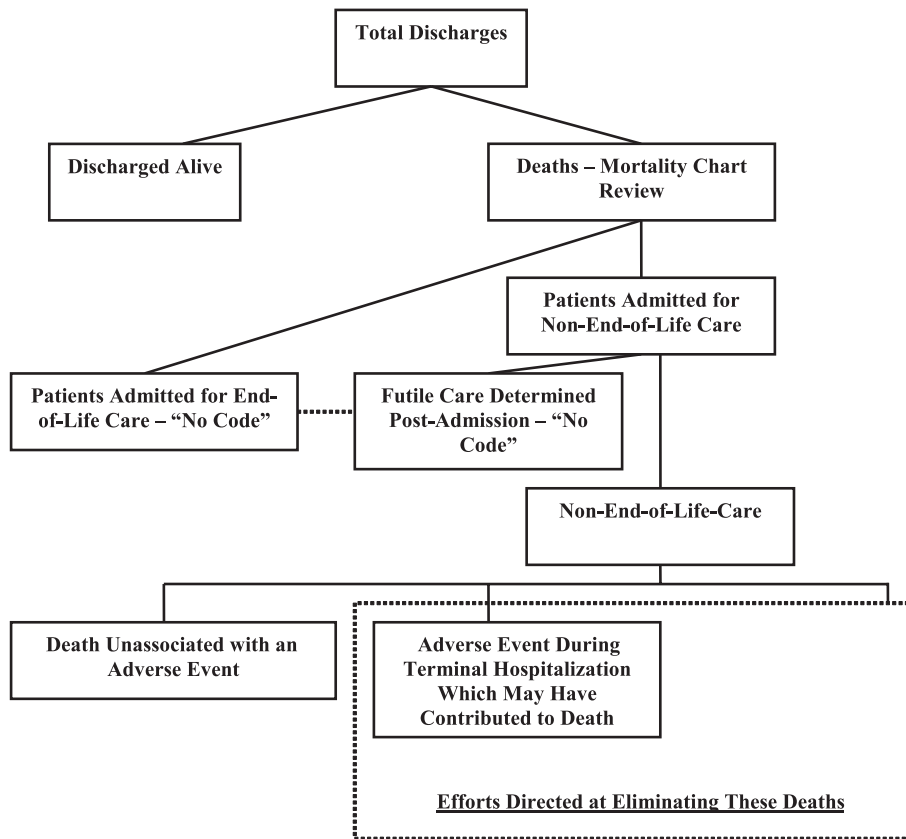 Total Discharges
Discharged Alive
Deaths – Mortality Chart
Review
Patients Admitted for
Non-End-of-Life Care
Patients Admitted for End-
of-Life Care – “No Code”
Futile Care Determined
Post-Admission – “No
Code”
Non-End-of-Life-Care
Death Unassociated with an
Adverse Event
Adverse Event During
Terminal Hospitalization
Which May Have
Contributed to Death
Efforts Directed at Eliminating These Deaths